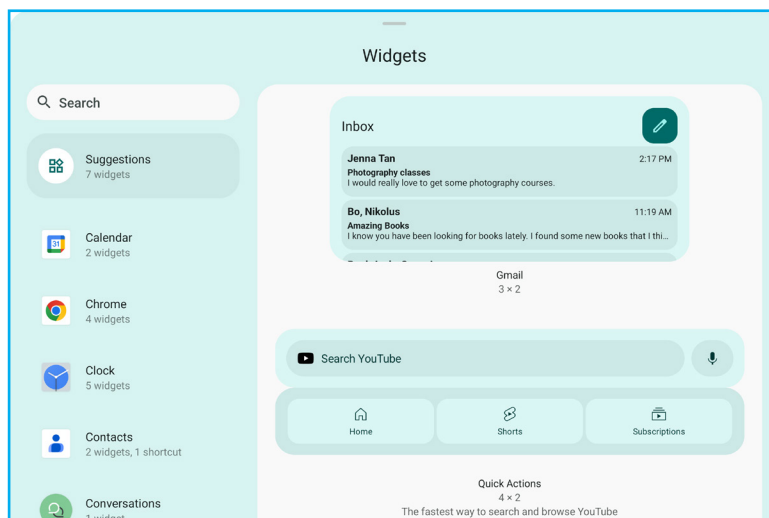 Widgets
Search
Suggestions
7 widgets
Calendar
2 widgets
Chrome
4 widgets
Clock
5 widgets
Contacts
2 widgets, 1 shortcut
Conversations
1 widget
Inbox
Jenna Tan 2:17 PM
Photography classes
I would really love to get some photography courses.
Bo, Nikolus 11:19 AM
Amazing Books
I know you have been looking for books lately. I found some new books that I thi...
Gmail
3 × 2
Search YouTube
Home Shorts Subscriptions
Quick Actions
4 × 2
The fastest way to search and browse YouTube